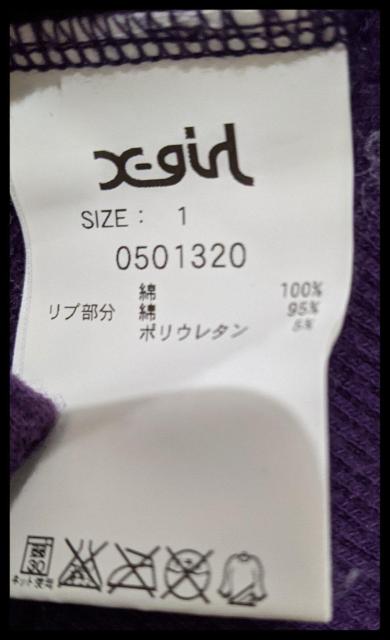 X-girl
SIZE： 1
0501320
綿 100%
リブ部分 綿 95%
ポリウレタン 5%
弱
30
ネット使用